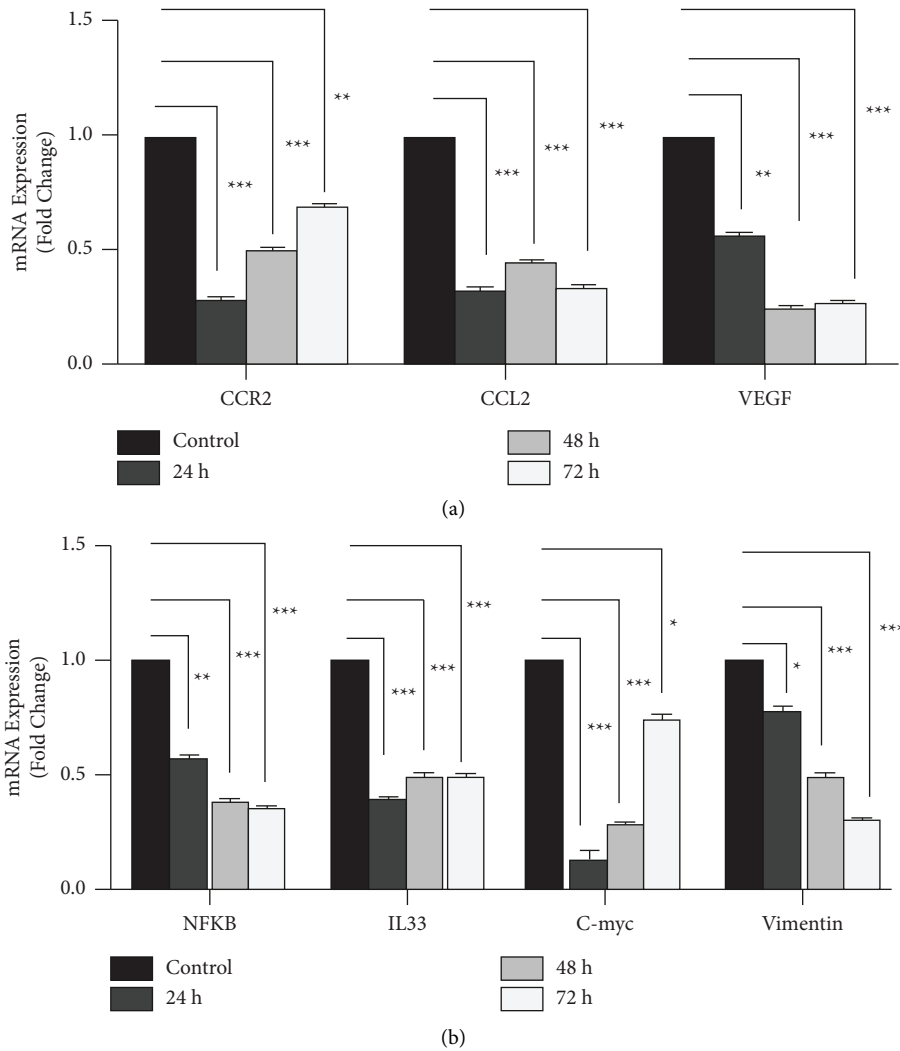 mRNA Expression
(Fold Change)
1.5
1.0
0.5
0.0
***
***
**
***
***
***
**
***
***
CCR2
CCL2
VEGF
Control
24 h
48 h
72 h
(a)
mRNA Expression
(Fold Change)
1.5
1.0
0.5
0.0
**
***
***
***
***
***
***
***
*
*
***
***
NFKB
IL33
C-myc
Vimentin
Control
24 h
48 h
72 h
(b)